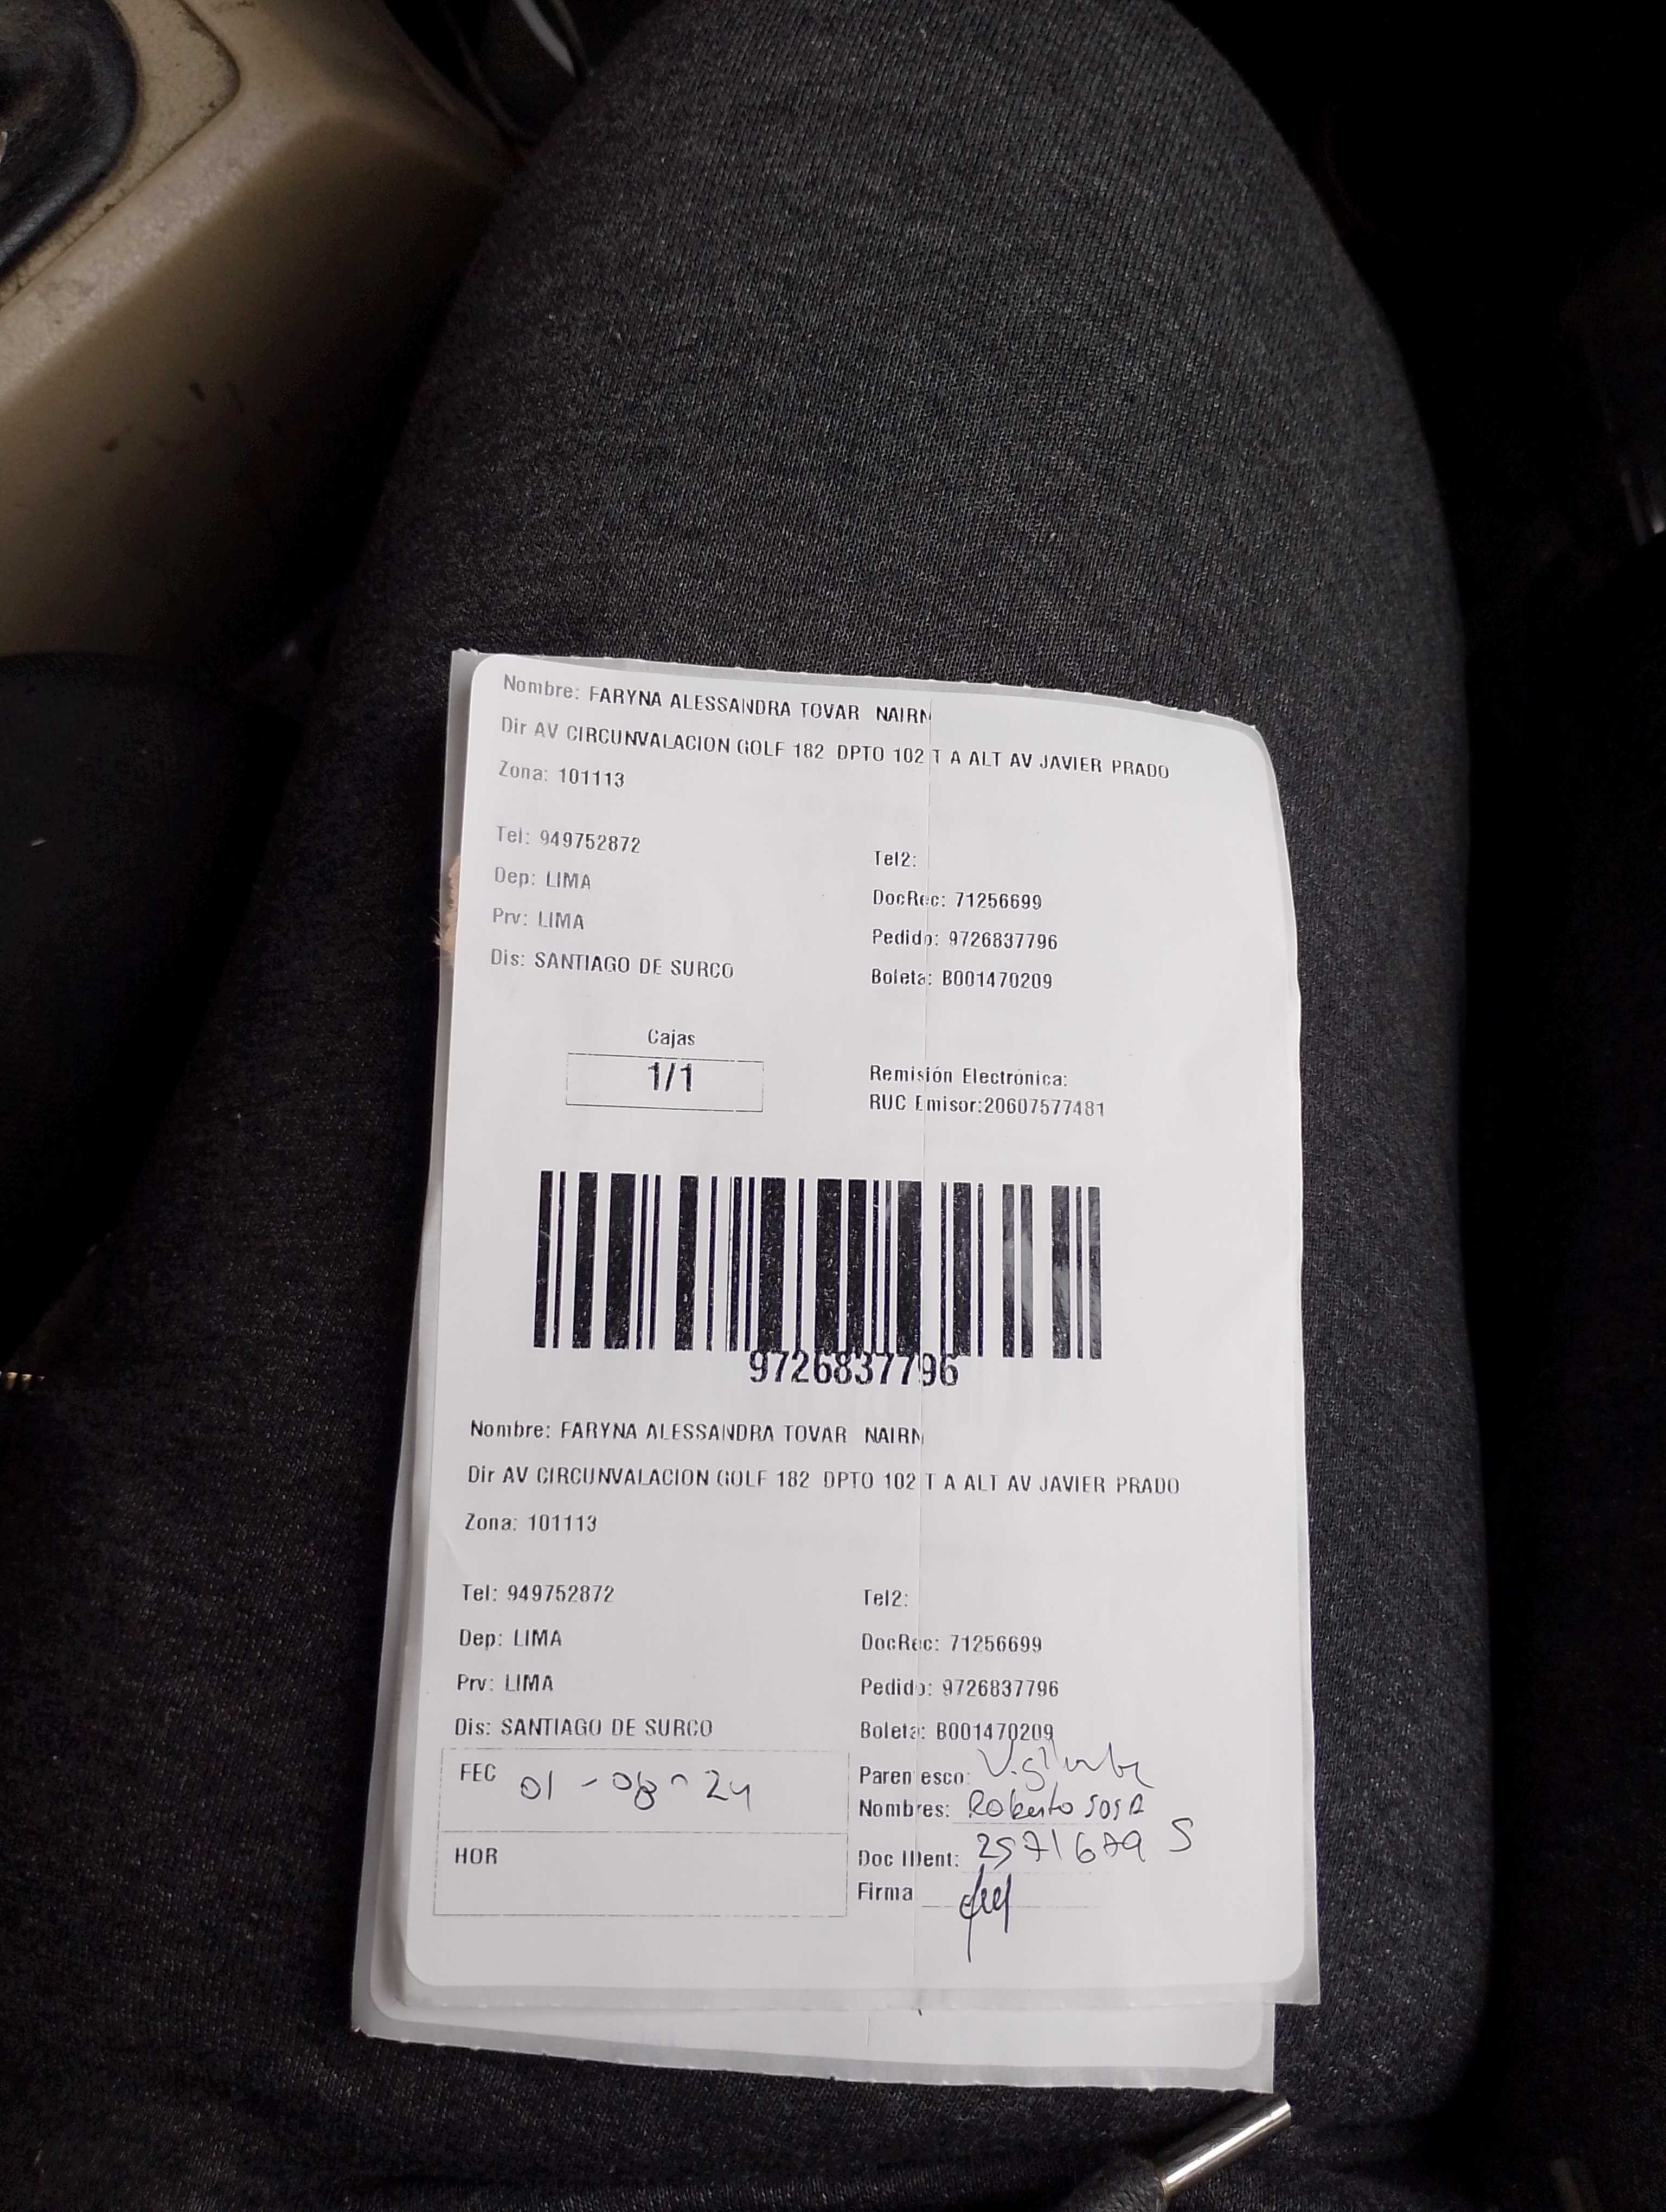 Nombre: FARYNA ALESSANDRA TOVAR NAIRN
Dir AV CIRCUNVALACION GOLF 182 DPTO 102 T A ALT AV JAVIER PRADO
Zona: 101113
Tel: 949752872 Tel2:
Dep: LIMA DocRec: 71256699
Prv: LIMA Pedido: 9726837796
Dis: SANTIAGO DE SURCO Boleta: B001470209
Cajas
1/1
Remisión Electrónica:
RUC Emisor:20607577481
9726837796
Nombre: FARYNA ALESSANDRA TOVAR NAIRN
Dir AV CIRCUNVALACION GOLF 182 DPTO 102 T A ALT AV JAVIER PRADO
Zona: 101113
Tel: 949752872 Tel2:
Dep: LIMA DocRec: 71256699
Prv: LIMA Pedido: 9726837796
Dis: SANTIAGO DE SURCO Boleta: B001470209
FEC 01-08-24 Parentesco: Vigilante
Nombres: Roberto SOSA
HOR Doc Ident:
Firma